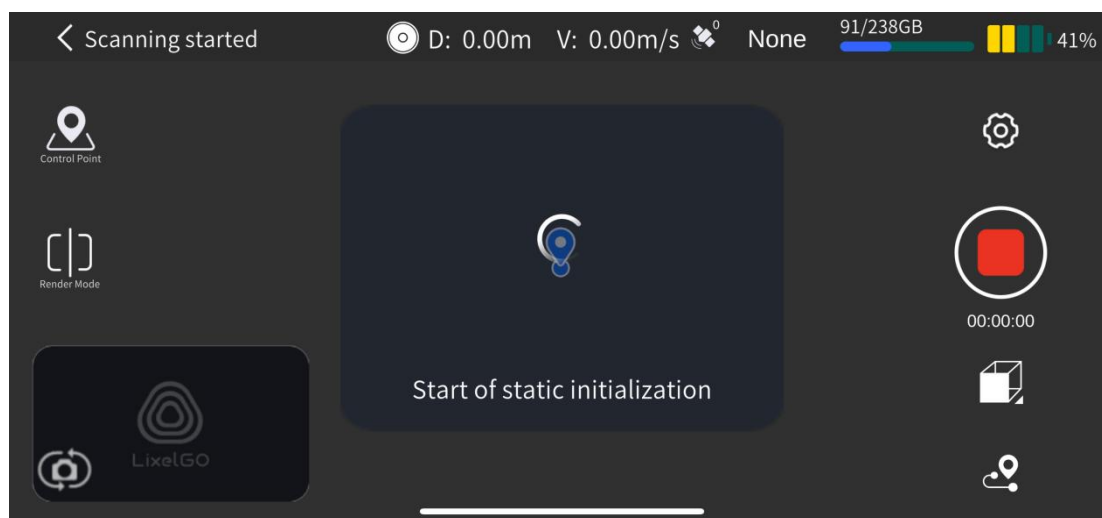 Scanning started
D: 0.00m V: 0.00m/s 0 None 91/238GB 41%
Control Point
Render Mode
00:00:00
Start of static initialization
LixelGO